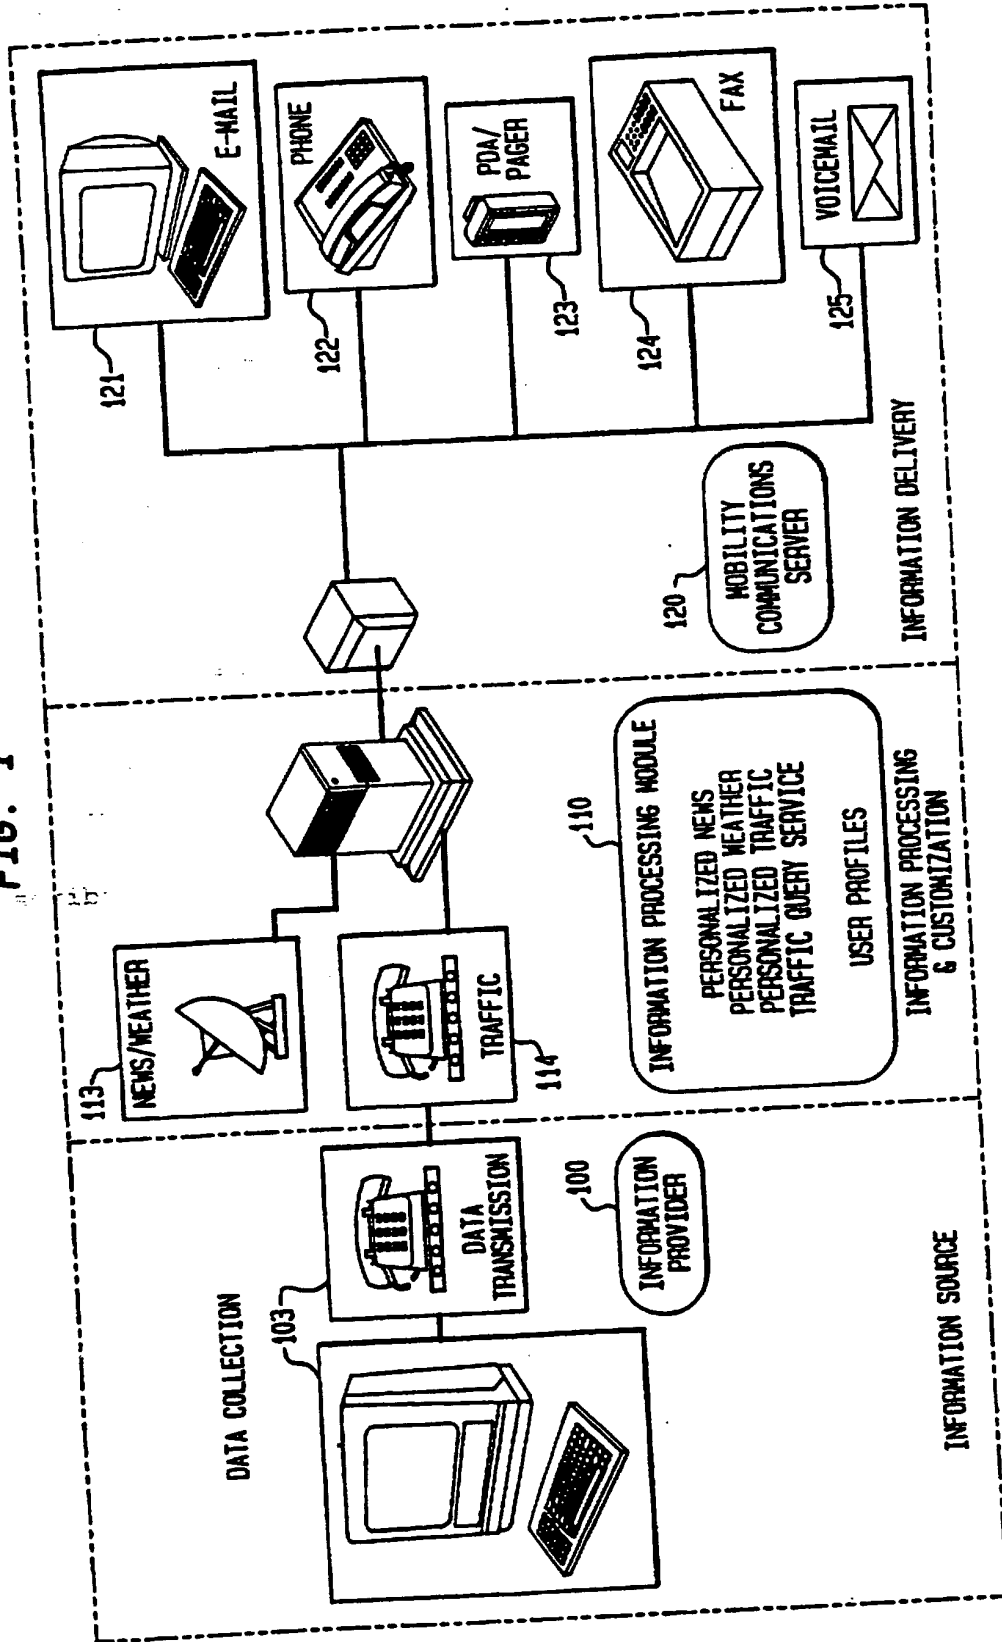 FIG. 1
DATA COLLECTION
103
DATA
TRANSMISSION
100
INFORMATION
PROVIDER
INFORMATION SOURCE
113
NEWS/WEATHER
TRAFFIC
114
110
INFORMATION PROCESSING MODULE
PERSONALIZED NEWS
PERSONALIZED WEATHER
PERSONALIZED TRAFFIC
TRAFFIC QUERY SERVICE
USER PROFILES
INFORMATION PROCESSING
& CUSTOMIZATION
120
MOBILITY
COMMUNICATIONS
SERVER
INFORMATION DELIVERY
121
E-MAIL
122
PHONE
123
PDA/
PAGER
124
FAX
125
VOICEMAIL